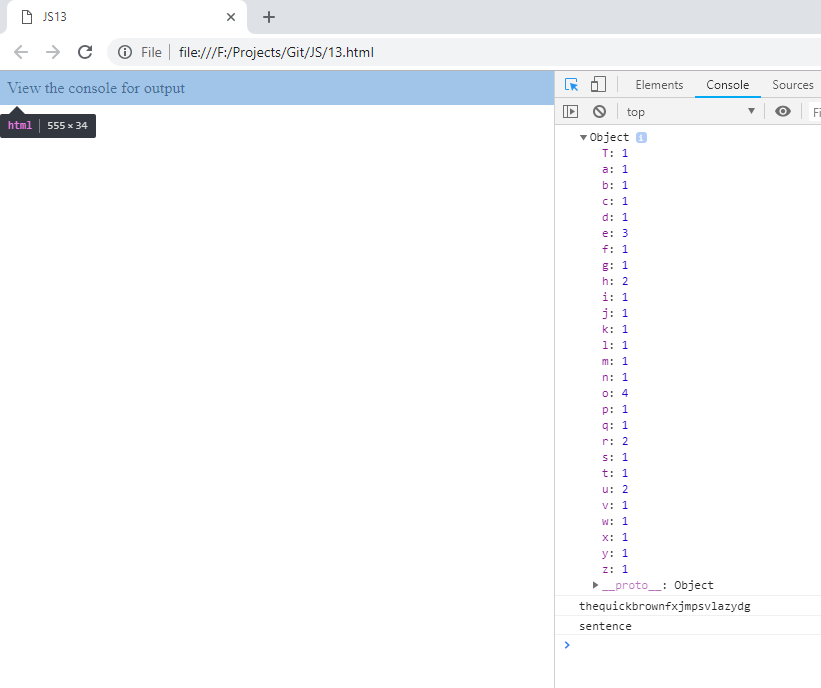 JS13
File file:///F:/Projects/Git/JS/13.html
View the console for output
html 555 × 34
Elements Console Sources
top Fi
Object i
T: 1
a: 1
b: 1
c: 1
d: 1
e: 3
f: 1
g: 1
h: 2
i: 1
j: 1
k: 1
l: 1
m: 1
n: 1
o: 4
p: 1
q: 1
r: 2
s: 1
t: 1
u: 2
v: 1
w: 1
x: 1
y: 1
z: 1
__proto__: Object
thequickbrownfxjmpsvlazydg
sentence